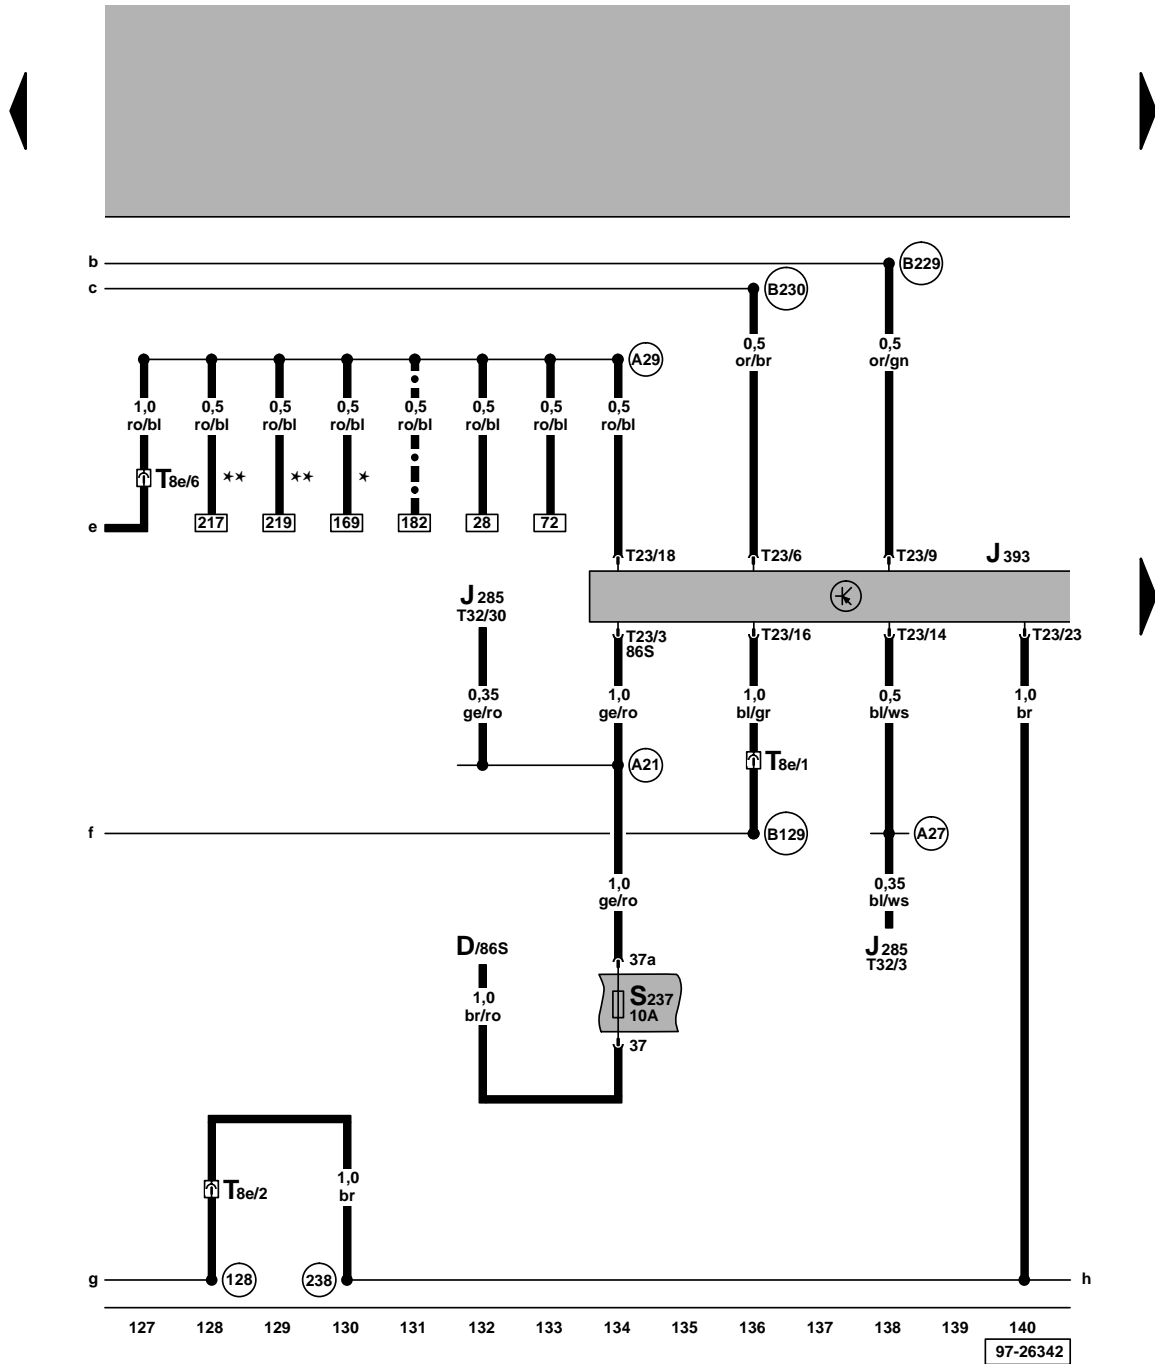 b
B229
c
B230
0,5 or/br
0,5 or/gn
A29
1,0 ro/bl
0,5 ro/bl
0,5 ro/bl
0,5 ro/bl
0,5 ro/bl
0,5 ro/bl
0,5 ro/bl
0,5 ro/bl
T8e/6
**
**
*
e
217
219
169
182
28
72
T23/18
T23/6
T23/9
J393
J285
T32/30
T23/3
86S
T23/16
T23/14
T23/23
0,35 ge/ro
1,0 ge/ro
1,0 bl/gr
0,5 bl/ws
1,0 br
A21
T8e/1
f
B129
A27
1,0 ge/ro
0,35 bl/ws
D/86S
37a
J285
T32/3
1,0 br/ro
S237
10A
37
1,0 br
T8e/2
g
128
238
h
127 128 129 130 131 132 133 134 135 136 137 138 139 140
97-26342